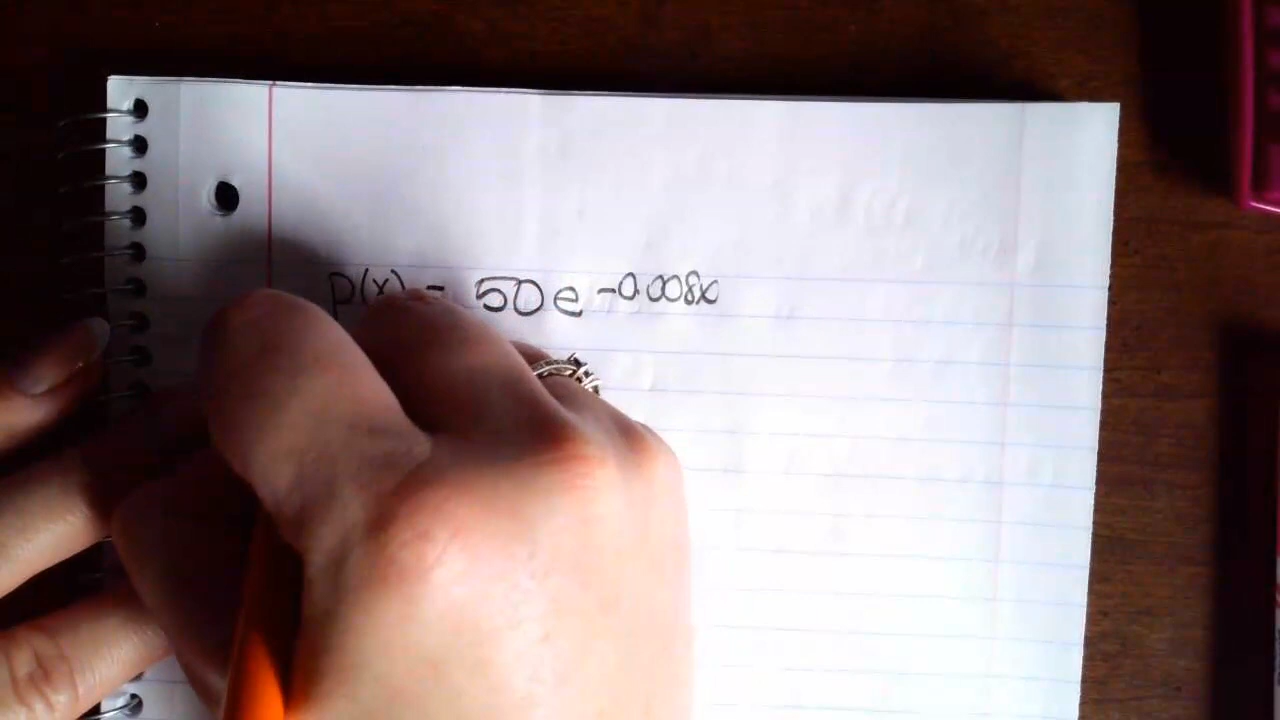 p(x) = 50e^-0.008x